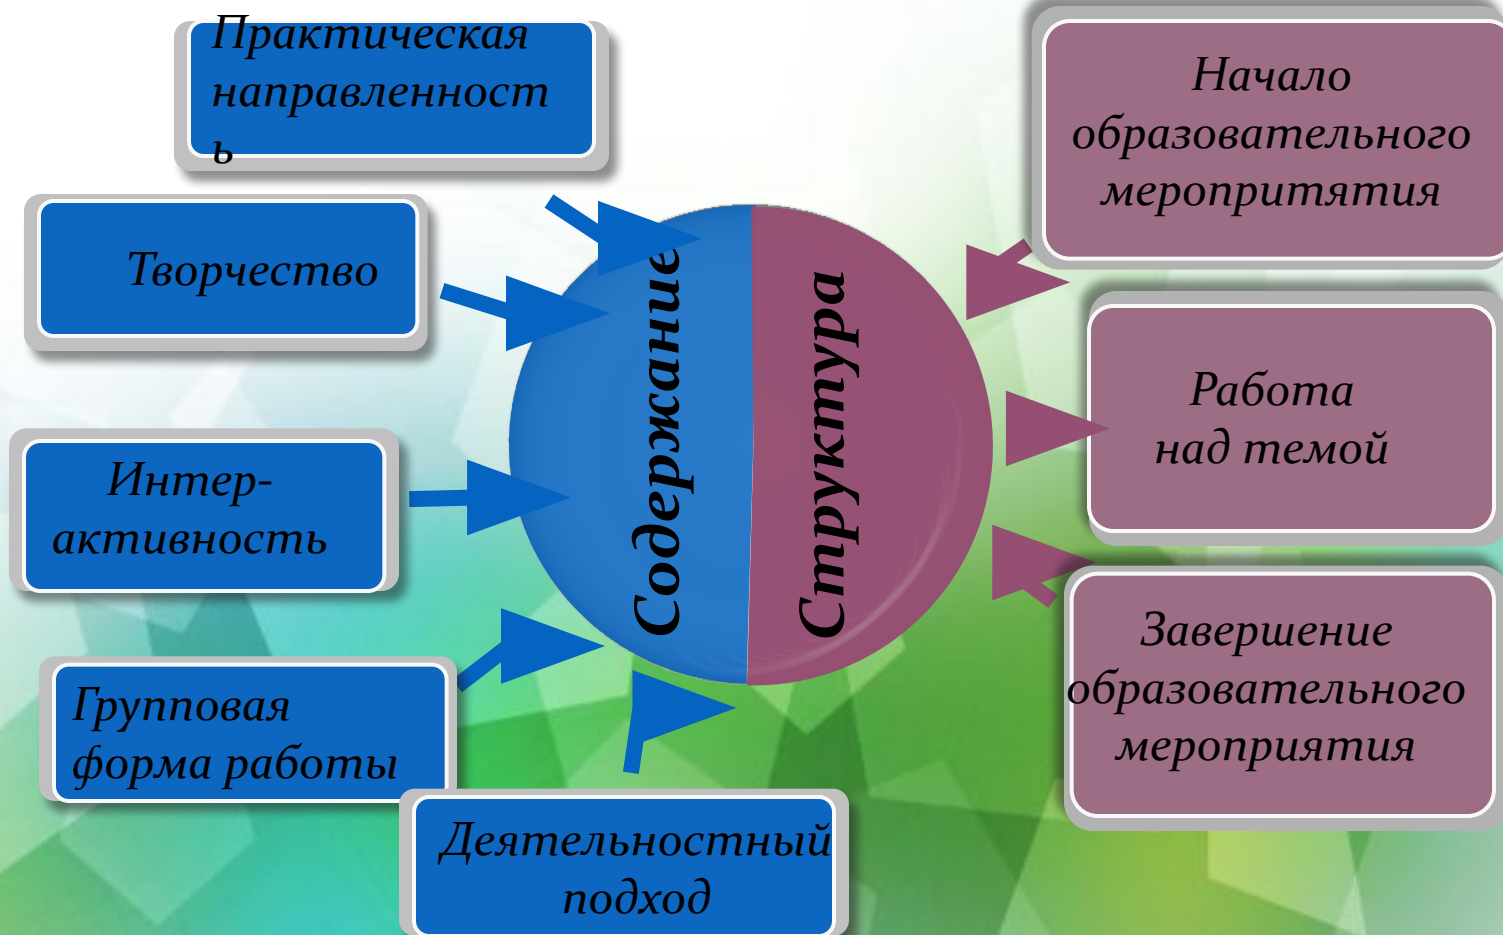 Практическая
направленност
ь
Творчество
Интер-
активность
Групповая
форма работы
Деятельностный
подход
Содержание
Структура
Начало
образовательного
меропритятия
Работа
над темой
Завершение
образовательного
мероприятия